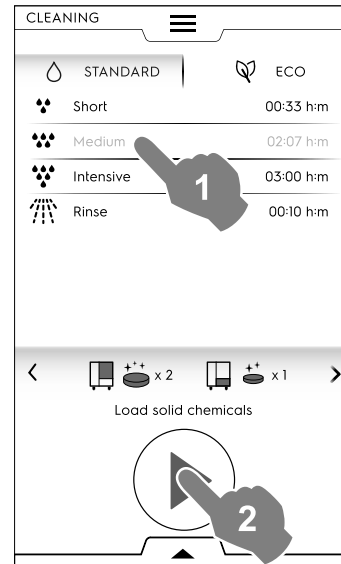 CLEANING
STANDARD ECO
Short 00:33 h:m
Medium 02:07 h:m
Intensive 03:00 h:m
Rinse 00:10 h:m
1
x 2 x 1
Load solid chemicals
2